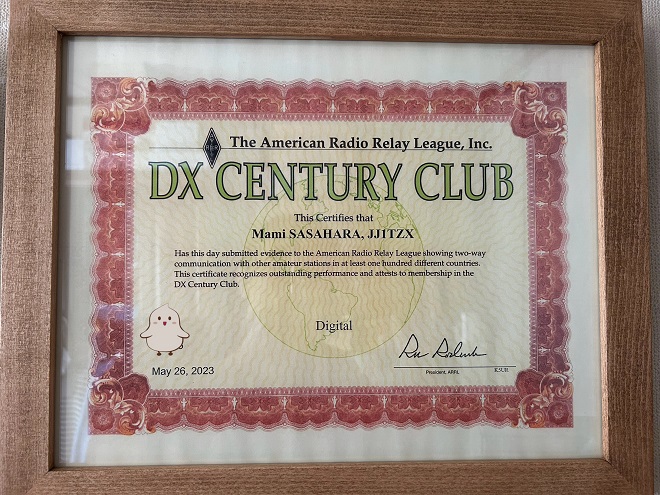 The American Radio Relay League, Inc.
DX CENTURY CLUB
This Certifies that
Mami SASAHARA, JJ1TZX
Has this day submitted evidence to the American Radio Relay League showing two-way
communication with other amateur stations in at least one hundred different countries.
This certificate recognizes outstanding performance and attests to membership in the
DX Century Club.
Digital
May 26, 2023
President, ARRL
K5UR